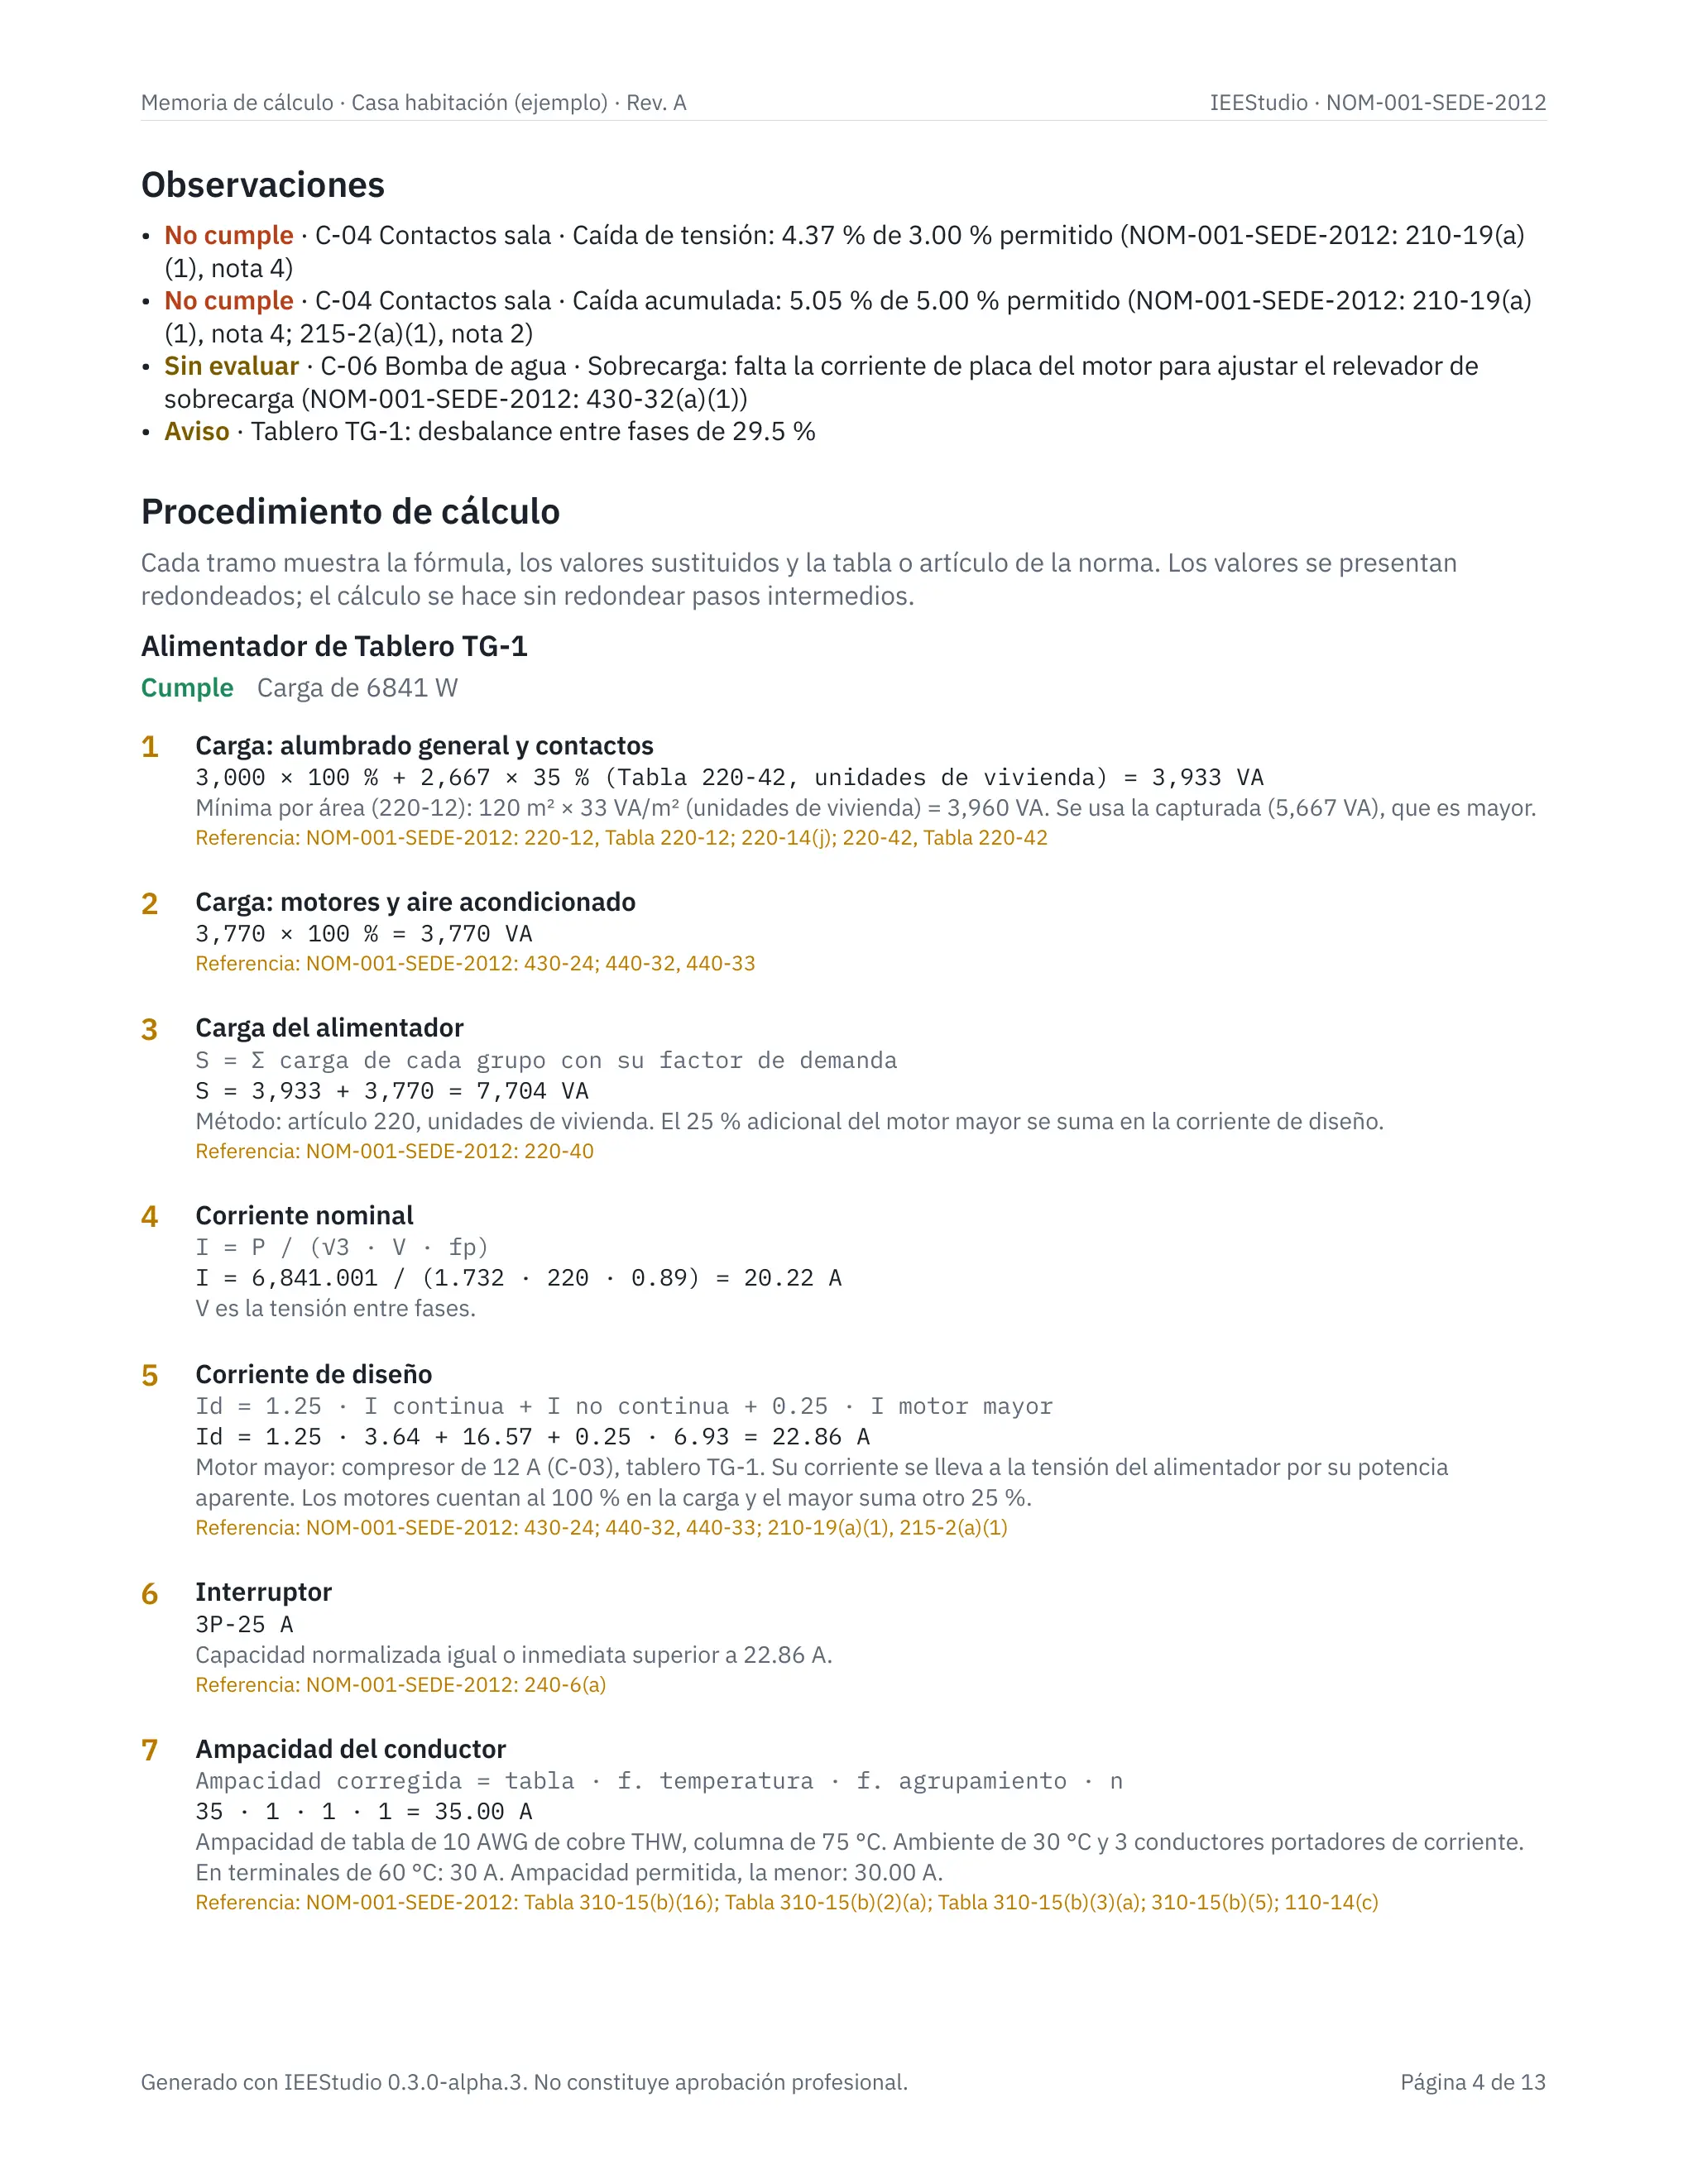 Memoria de cálculo · Casa habitación (ejemplo) · Rev. A
IEEStudio · NOM-001-SEDE-2012
Observaciones
• No cumple · C-04 Contactos sala · Caída de tensión: 4.37 % de 3.00 % permitido (NOM-001-SEDE-2012: 210-19(a)
(1), nota 4)
• No cumple · C-04 Contactos sala · Caída acumulada: 5.05 % de 5.00 % permitido (NOM-001-SEDE-2012: 210-19(a)
(1), nota 4; 215-2(a)(1), nota 2)
• Sin evaluar · C-06 Bomba de agua · Sobrecarga: falta la corriente de placa del motor para ajustar el relevador de
sobrecarga (NOM-001-SEDE-2012: 430-32(a)(1))
• Aviso · Tablero TG-1: desbalance entre fases de 29.5 %
Procedimiento de cálculo
Cada tramo muestra la fórmula, los valores sustituidos y la tabla o artículo de la norma. Los valores se presentan
redondeados; el cálculo se hace sin redondear pasos intermedios.
Alimentador de Tablero TG-1
Cumple Carga de 6841 W
1 Carga: alumbrado general y contactos
3,000 × 100 % + 2,667 × 35 % (Tabla 220-42, unidades de vivienda) = 3,933 VA
Mínima por área (220-12): 120 m² × 33 VA/m² (unidades de vivienda) = 3,960 VA. Se usa la capturada (5,667 VA), que es mayor.
Referencia: NOM-001-SEDE-2012: 220-12, Tabla 220-12; 220-14(j); 220-42, Tabla 220-42
2 Carga: motores y aire acondicionado
3,770 × 100 % = 3,770 VA
Referencia: NOM-001-SEDE-2012: 430-24; 440-32, 440-33
3 Carga del alimentador
S = Σ carga de cada grupo con su factor de demanda
S = 3,933 + 3,770 = 7,704 VA
Método: artículo 220, unidades de vivienda. El 25 % adicional del motor mayor se suma en la corriente de diseño.
Referencia: NOM-001-SEDE-2012: 220-40
4 Corriente nominal
I = P / (√3 · V · fp)
I = 6,841.001 / (1.732 · 220 · 0.89) = 20.22 A
V es la tensión entre fases.
5 Corriente de diseño
Id = 1.25 · I continua + I no continua + 0.25 · I motor mayor
Id = 1.25 · 3.64 + 16.57 + 0.25 · 6.93 = 22.86 A
Motor mayor: compresor de 12 A (C-03), tablero TG-1. Su corriente se lleva a la tensión del alimentador por su potencia
aparente. Los motores cuentan al 100 % en la carga y el mayor suma otro 25 %.
Referencia: NOM-001-SEDE-2012: 430-24; 440-32, 440-33; 210-19(a)(1), 215-2(a)(1)
6 Interruptor
3P-25 A
Capacidad normalizada igual o inmediata superior a 22.86 A.
Referencia: NOM-001-SEDE-2012: 240-6(a)
7 Ampacidad del conductor
Ampacidad corregida = tabla · f. temperatura · f. agrupamiento · n
35 · 1 · 1 · 1 = 35.00 A
Ampacidad de tabla de 10 AWG de cobre THW, columna de 75 °C. Ambiente de 30 °C y 3 conductores portadores de corriente.
En terminales de 60 °C: 30 A. Ampacidad permitida, la menor: 30.00 A.
Referencia: NOM-001-SEDE-2012: Tabla 310-15(b)(16); Tabla 310-15(b)(2)(a); Tabla 310-15(b)(3)(a); 310-15(b)(5); 110-14(c)
Generado con IEEStudio 0.3.0-alpha.3. No constituye aprobación profesional.
Página 4 de 13